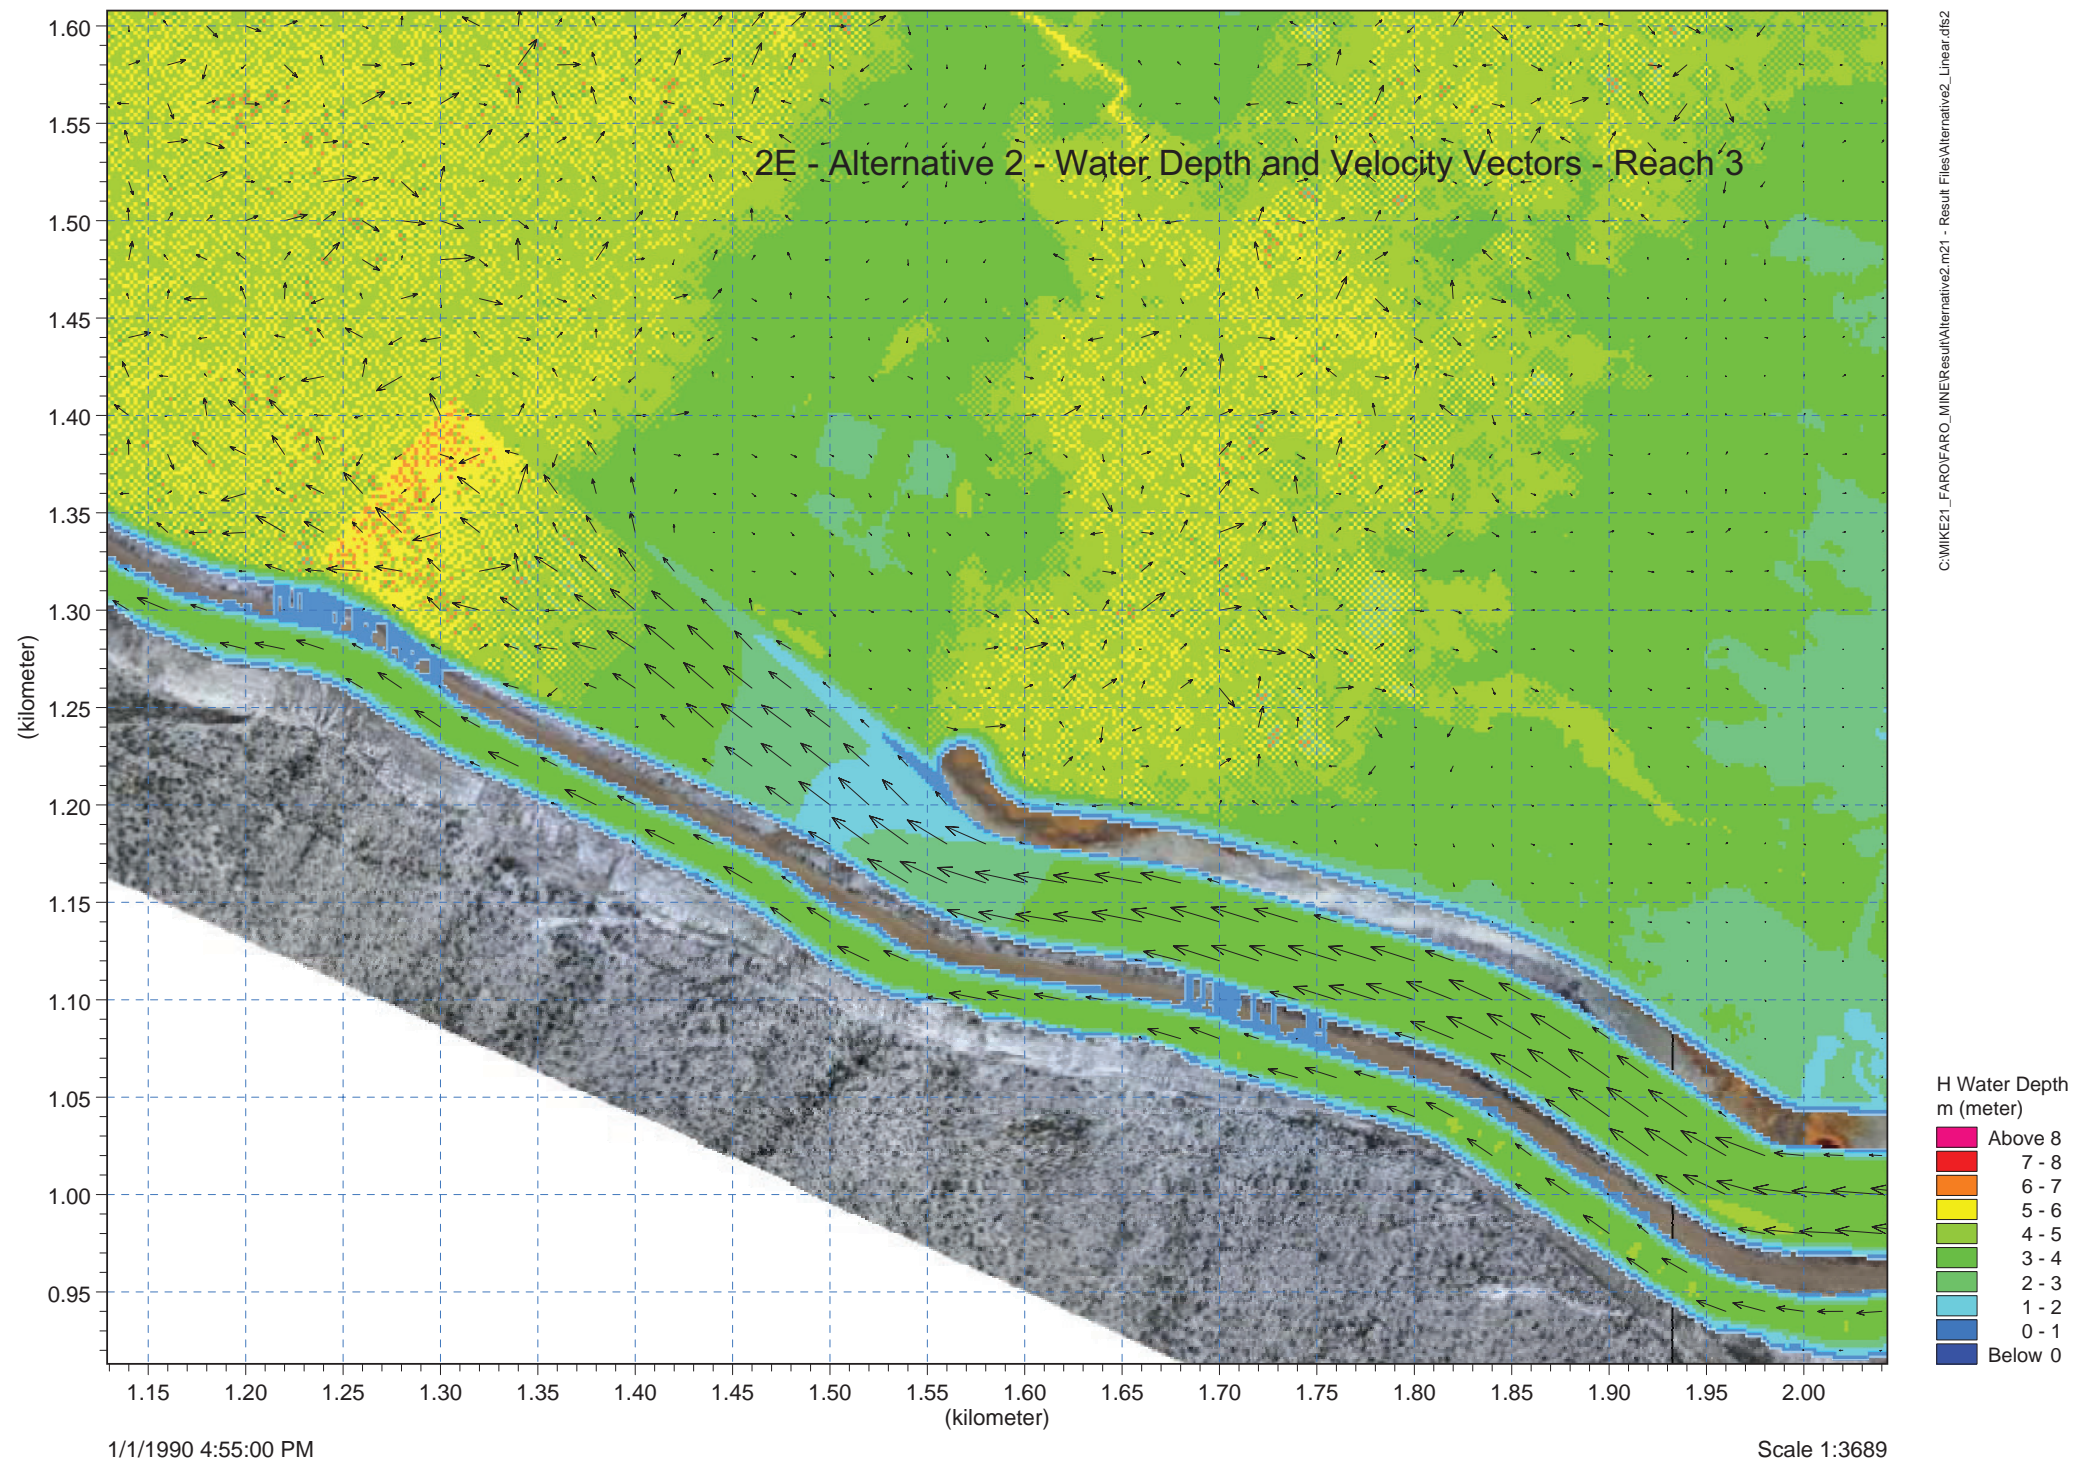 2E - Alternative 2 - Water Depth and Velocity Vectors - Reach 3
C:\MIKE21_FARO\FARO_MINE\Result\Alternative2.m21 - Result Files\Alternative2_Linear.dfs2
1.60
1.55
1.50
1.45
1.40
1.35
1.30
1.25
1.20
1.15
1.10
1.05
1.00
0.95
(kilometer)
1.15 1.20 1.25 1.30 1.35 1.40 1.45 1.50 1.55 1.60 1.65 1.70 1.75 1.80 1.85 1.90 1.95 2.00
(kilometer)
H Water Depth
m (meter)
Above 8
7 - 8
6 - 7
5 - 6
4 - 5
3 - 4
2 - 3
1 - 2
0 - 1
Below 0
1/1/1990 4:55:00 PM
Scale 1:3689